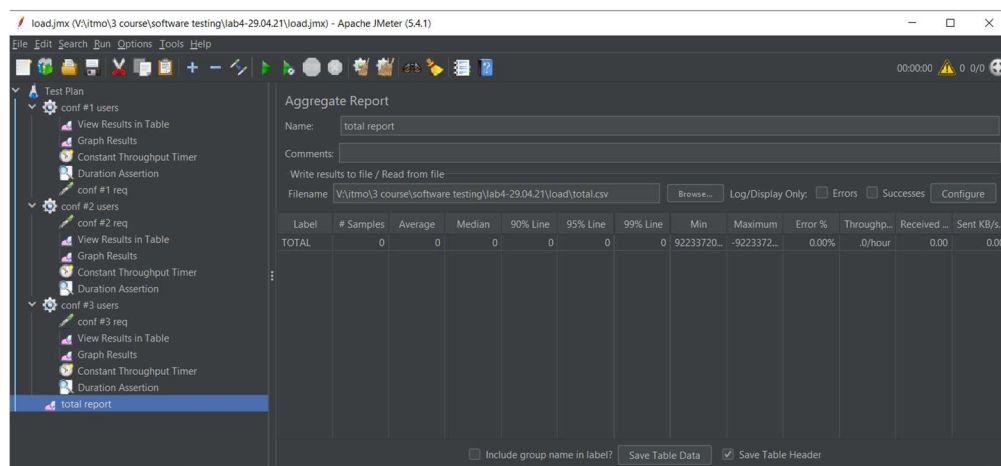 load.jmx (V:\itmo\3 course\software testing\lab4-29.04.21\load.jmx) - Apache JMeter (5.4.1)
File Edit Search Run Options Tools Help
00:00:00 0 0/0
Test Plan
conf #1 users
View Results in Table
Graph Results
Constant Throughput Timer
Duration Assertion
conf #1 req
conf #2 users
conf #2 req
View Results in Table
Graph Results
Constant Throughput Timer
Duration Assertion
conf #3 users
conf #3 req
View Results in Table
Graph Results
Constant Throughput Timer
Duration Assertion
total report
Aggregate Report
Name: total report
Comments:
Write results to file / Read from file
Filename V:\itmo\3 course\software testing\lab4-29.04.21\load\total.csv Browse... Log/Display Only: Errors Successes Configure
Label # Samples Average Median 90% Line 95% Line 99% Line Min Maximum Error % Throughp... Received ... Sent KB/s...
TOTAL 0 0 0 0 0 0 92233720... -9223372... 0.00% .0/hour 0.00 0.00
Include group name in label? Save Table Data Save Table Header